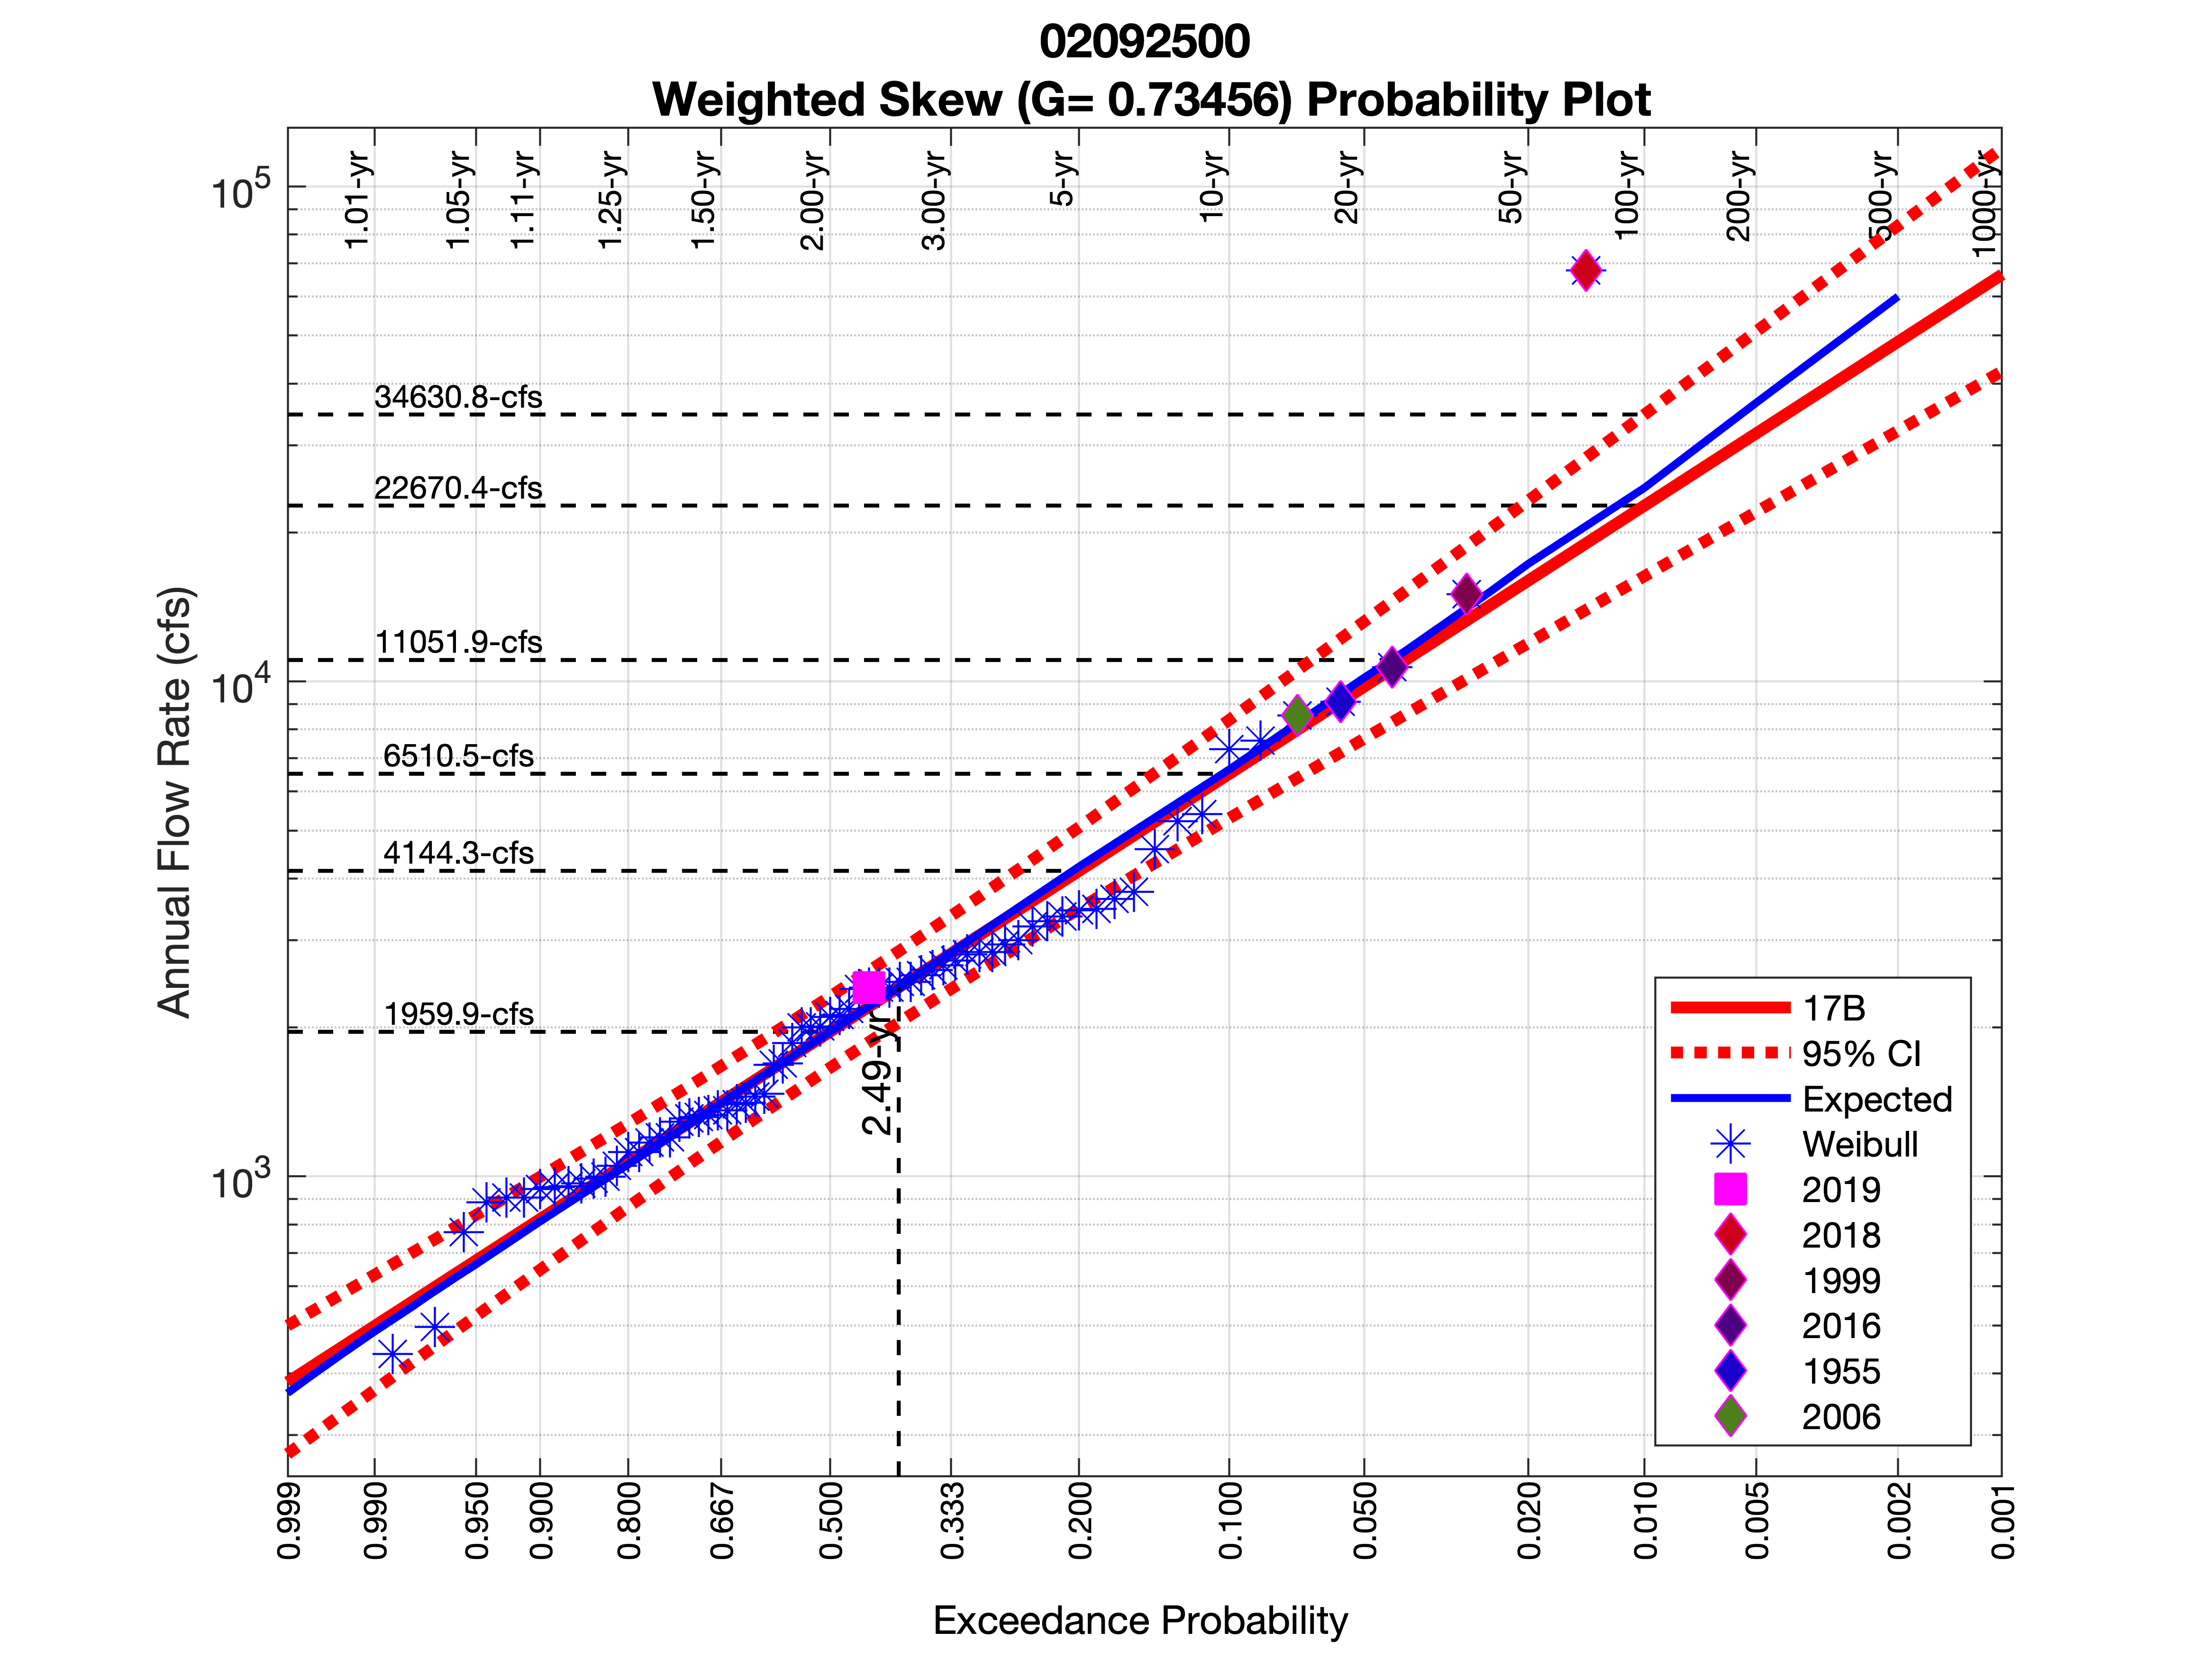 02092500
Weighted Skew (G= 0.73456) Probability Plot
1.01-yr
1.05-yr
1.11-yr
1.25-yr
1.50-yr
2.00-yr
3.00-yr
5-yr
10-yr
20-yr
50-yr
100-yr
200-yr
500-yr
1000-yr
10^5
10^4
10^3
Annual Flow Rate (cfs)
34630.8-cfs
22670.4-cfs
11051.9-cfs
6510.5-cfs
4144.3-cfs
1959.9-cfs
2.49-yr
17B
95% CI
Expected
Weibull
2019
2018
1999
2016
1955
2006
0.999
0.990
0.950
0.900
0.800
0.667
0.500
0.333
0.200
0.100
0.050
0.020
0.010
0.005
0.002
0.001
Exceedance Probability